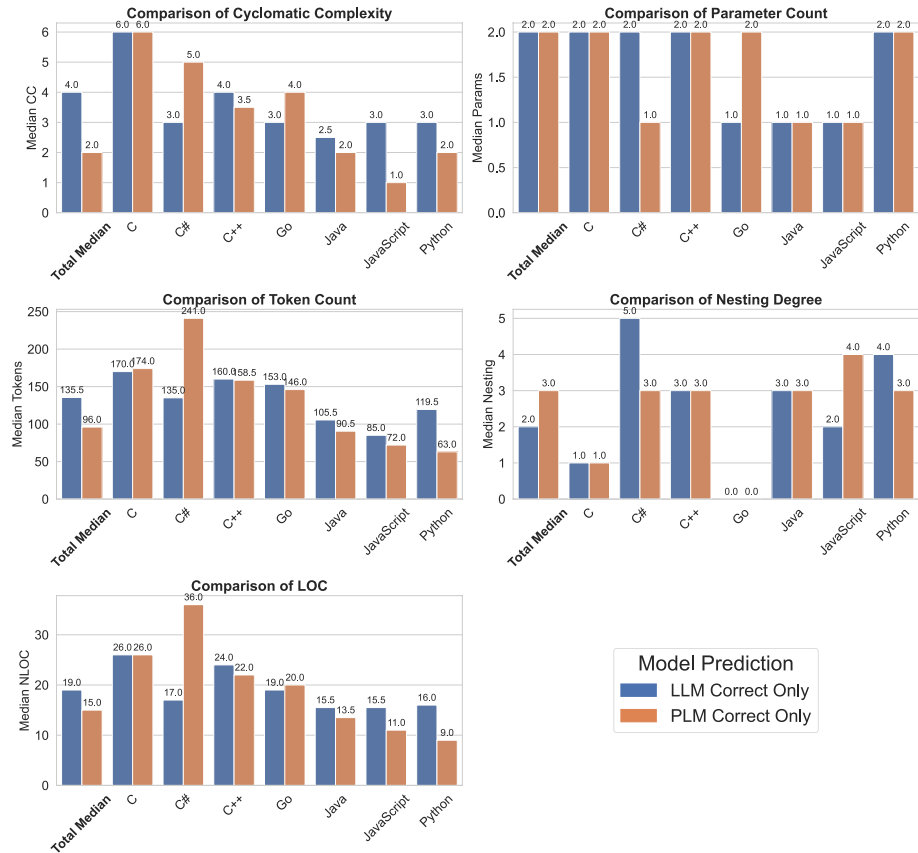 Comparison of Cyclomatic Complexity
Median CC
6
5
4
3
2
1
0
4.0 2.0 6.0 6.0 3.0 5.0 4.0 3.5 3.0 4.0 2.5 2.0 3.0 1.0 3.0 2.0
Total Median C C# C++ Go Java JavaScript Python
Comparison of Parameter Count
Median Params
2.0
1.5
1.0
0.5
0.0
2.0 2.0 2.0 2.0 2.0 1.0 2.0 2.0 1.0 2.0 1.0 1.0 1.0 1.0 2.0 2.0
Total Median C C# C++ Go Java JavaScript Python
Comparison of Token Count
Median Tokens
250
200
150
100
50
0
135.5 96.0 170.0 174.0 135.0 241.0 160.0 158.5 153.0 146.0 105.5 90.5 85.0 72.0 119.5 63.0
Total Median C C# C++ Go Java JavaScript Python
Comparison of Nesting Degree
Median Nesting
5
4
3
2
1
0
2.0 3.0 1.0 1.0 5.0 3.0 3.0 3.0 0.0 0.0 3.0 3.0 2.0 4.0 4.0 3.0
Total Median C C# C++ Go Java JavaScript Python
Comparison of LOC
Median NLOC
30
20
10
0
19.0 15.0 26.0 26.0 17.0 36.0 24.0 22.0 19.0 20.0 15.5 13.5 15.5 11.0 16.0 9.0
Total Median C C# C++ Go Java JavaScript Python
Model Prediction
LLM Correct Only
PLM Correct Only